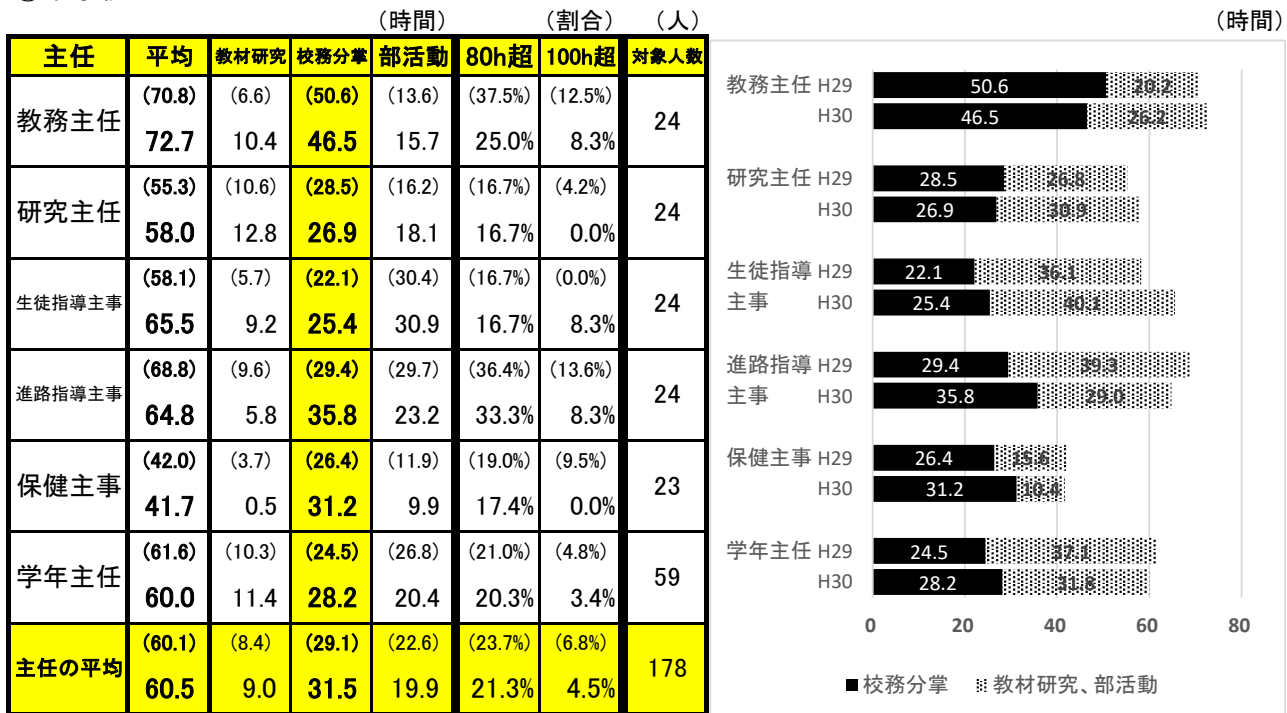 （時間） （割合） （人）
主任 平均 教材研究 校務分掌 部活動 80h超 100h超 対象人数
教務主任 (70.8) (6.6) (50.6) (13.6) (37.5%) (12.5%) 24
72.7 10.4 46.5 15.7 25.0% 8.3%
研究主任 (55.3) (10.6) (28.5) (16.2) (16.7%) (4.2%) 24
58.0 12.8 26.9 18.1 16.7% 0.0%
生徒指導主事 (58.1) (5.7) (22.1) (30.4) (16.7%) (0.0%) 24
65.5 9.2 25.4 30.9 16.7% 8.3%
進路指導主事 (68.8) (9.6) (29.4) (29.7) (36.4%) (13.6%) 24
64.8 5.8 35.8 23.2 33.3% 8.3%
保健主事 (42.0) (3.7) (26.4) (11.9) (19.0%) (9.5%) 23
41.7 0.5 31.2 9.9 17.4% 0.0%
学年主任 (61.6) (10.3) (24.5) (26.8) (21.0%) (4.8%) 59
60.0 11.4 28.2 20.4 20.3% 3.4%
主任の平均 (60.1) (8.4) (29.1) (22.6) (23.7%) (6.8%) 178
60.5 9.0 31.5 19.9 21.3% 4.5%
（時間）
教務主任 H29 50.6 20.2
H30 46.5 26.2
研究主任 H29 28.5 26.8
H30 26.9 30.9
生徒指導 H29 22.1 36.1
主事 H30 25.4 40.1
進路指導 H29 29.4 39.3
主事 H30 35.8 29.0
保健主事 H29 26.4 15.6
H30 31.2 10.4
学年主任 H29 24.5 37.1
H30 28.2 31.8
0 20 40 60 80
校務分掌 教材研究、部活動